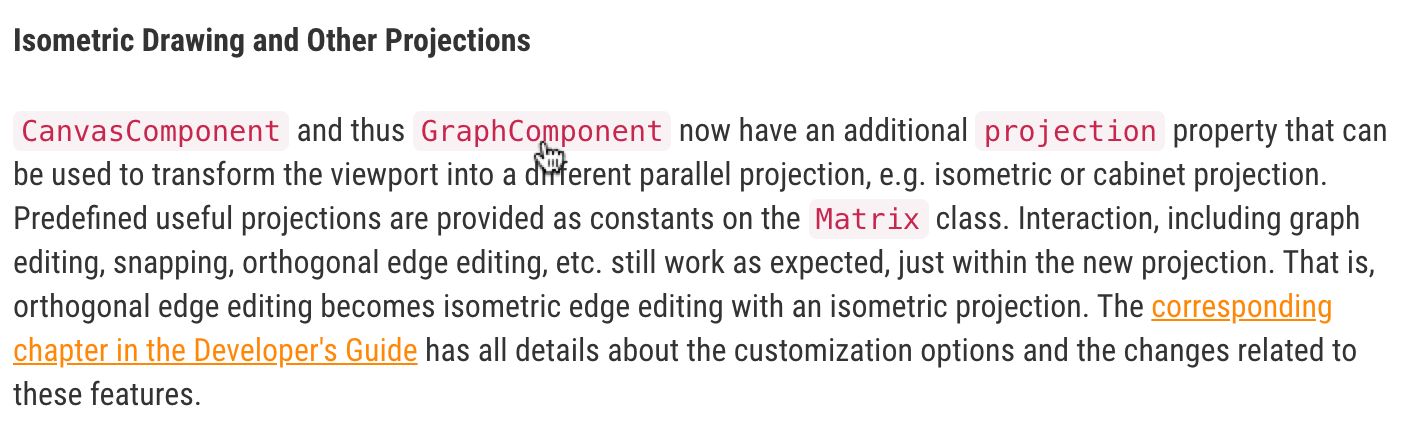 Isometric Drawing and Other Projections
CanvasComponent and thus GraphComponent now have an additional projection property that can
be used to transform the viewport into a different parallel projection, e.g. isometric or cabinet projection.
Predefined useful projections are provided as constants on the Matrix class. Interaction, including graph
editing, snapping, orthogonal edge editing, etc. still work as expected, just within the new projection. That is,
orthogonal edge editing becomes isometric edge editing with an isometric projection. The corresponding
chapter in the Developer's Guide has all details about the customization options and the changes related to
these features.